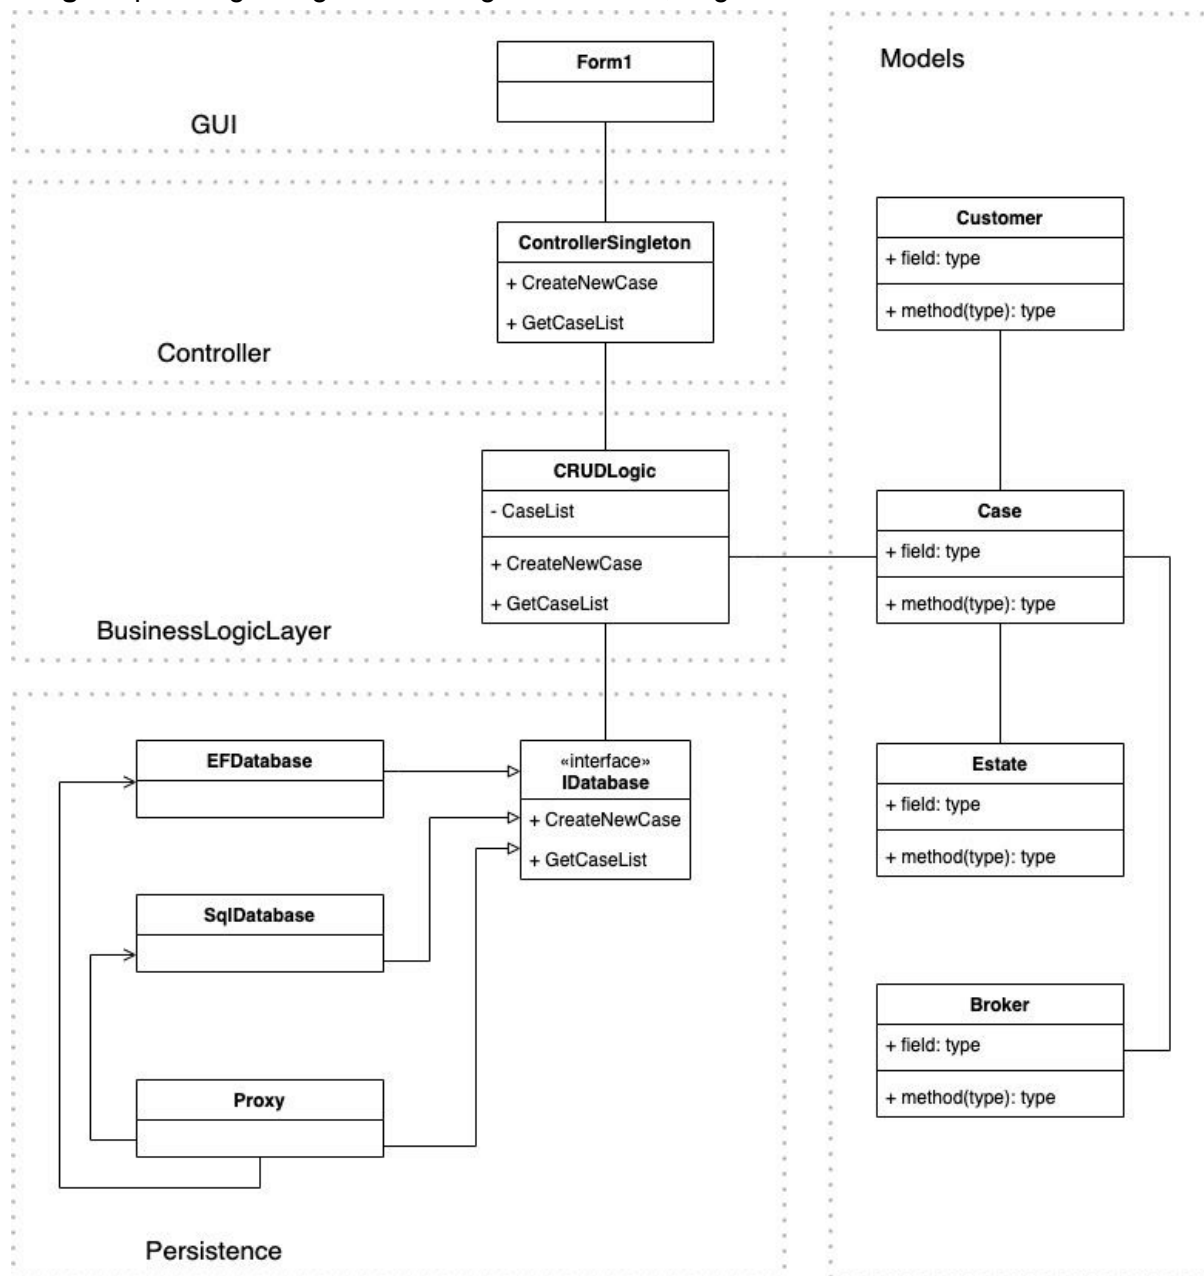 Form1
GUI
Models
ControllerSingleton
+ CreateNewCase
+ GetCaseList
Controller
Customer
+ field: type
+ method(type): type
CRUDLogic
- CaseList
+ CreateNewCase
+ GetCaseList
BusinessLogicLayer
Case
+ field: type
+ method(type): type
EFDatabase
«interface»
IDatabase
+ CreateNewCase
+ GetCaseList
SqlDatabase
Proxy
Persistence
Estate
+ field: type
+ method(type): type
Broker
+ field: type
+ method(type): type